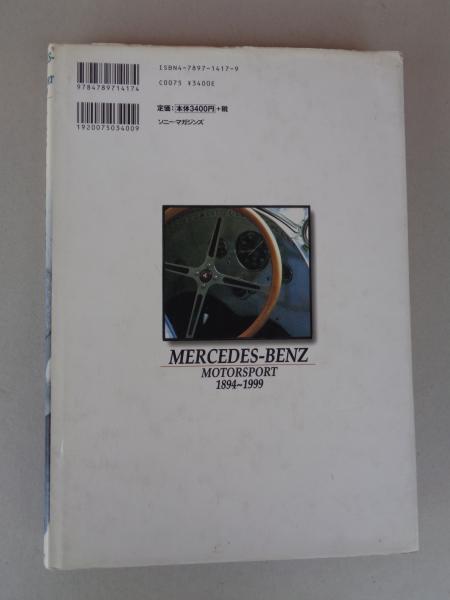 ISBN4-7897-1417-9
9784789714174
C0075 ¥3400E
定価：本体3400円+税
1920075034009
ソニー・マガジンズ
MERCEDES-BENZ
MOTORSPORT
1894~1999